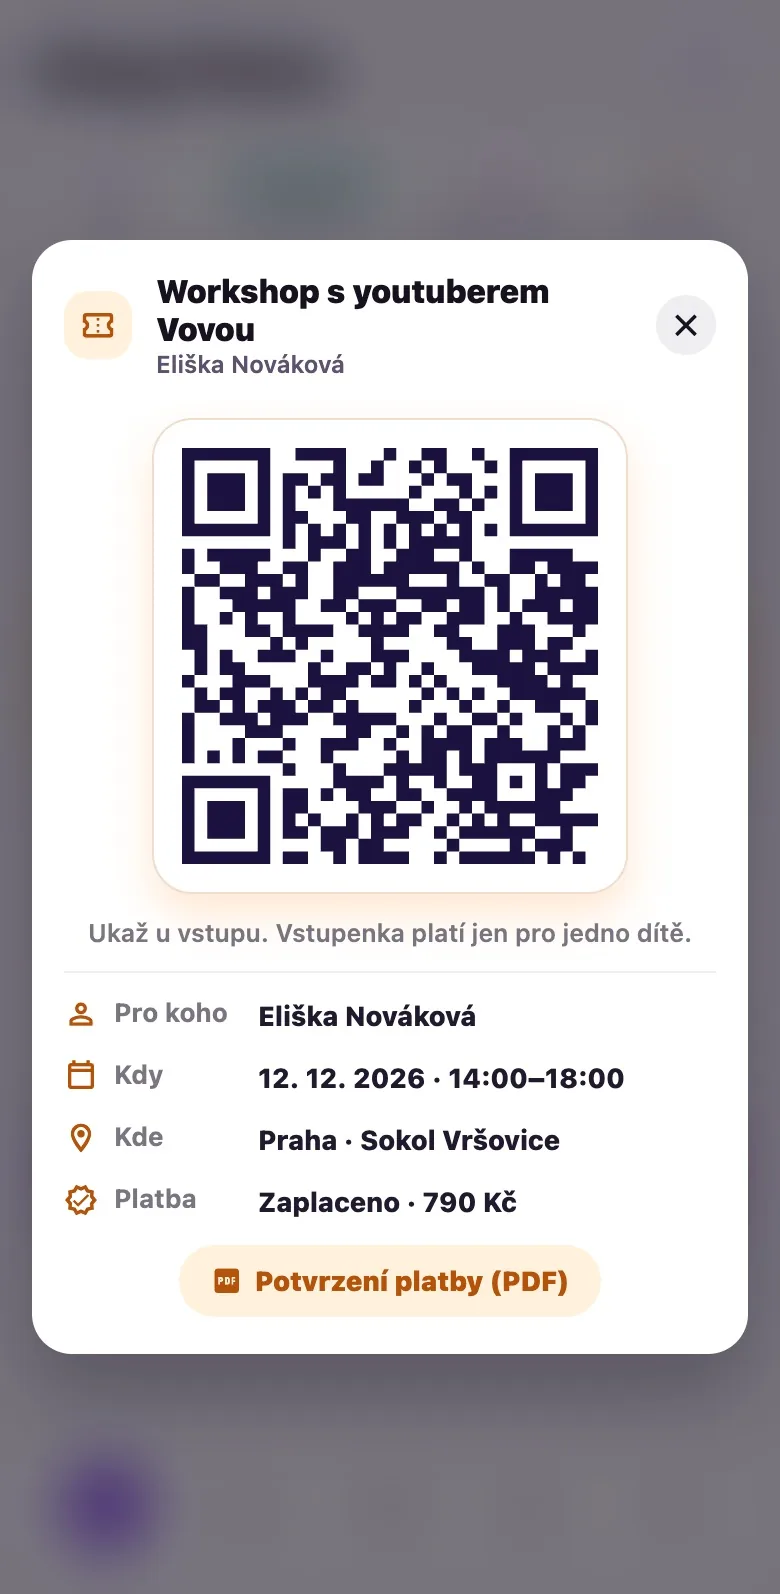 Workshop s youtuberem
Vovou
Eliška Nováková
Ukaž u vstupu. Vstupenka platí jen pro jedno dítě.
Pro koho Eliška Nováková
Kdy 12. 12. 2026 · 14:00–18:00
Kde Praha · Sokol Vršovice
Platba Zaplaceno · 790 Kč
PDF Potvrzení platby (PDF)